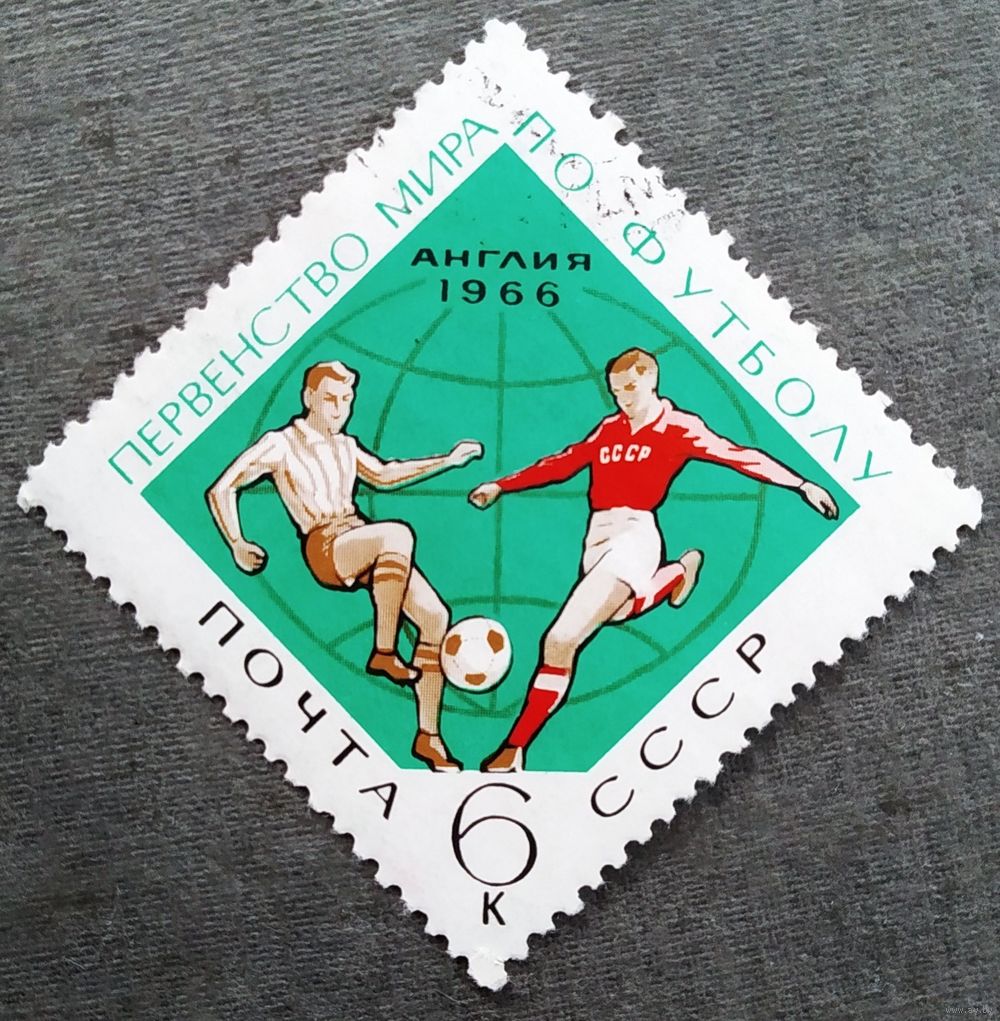 ПЕРВЕНСТВО МИРА
ПО ФУТБОЛУ
АНГЛИЯ
1966
СССР
ПОЧТА
СССР
6
К